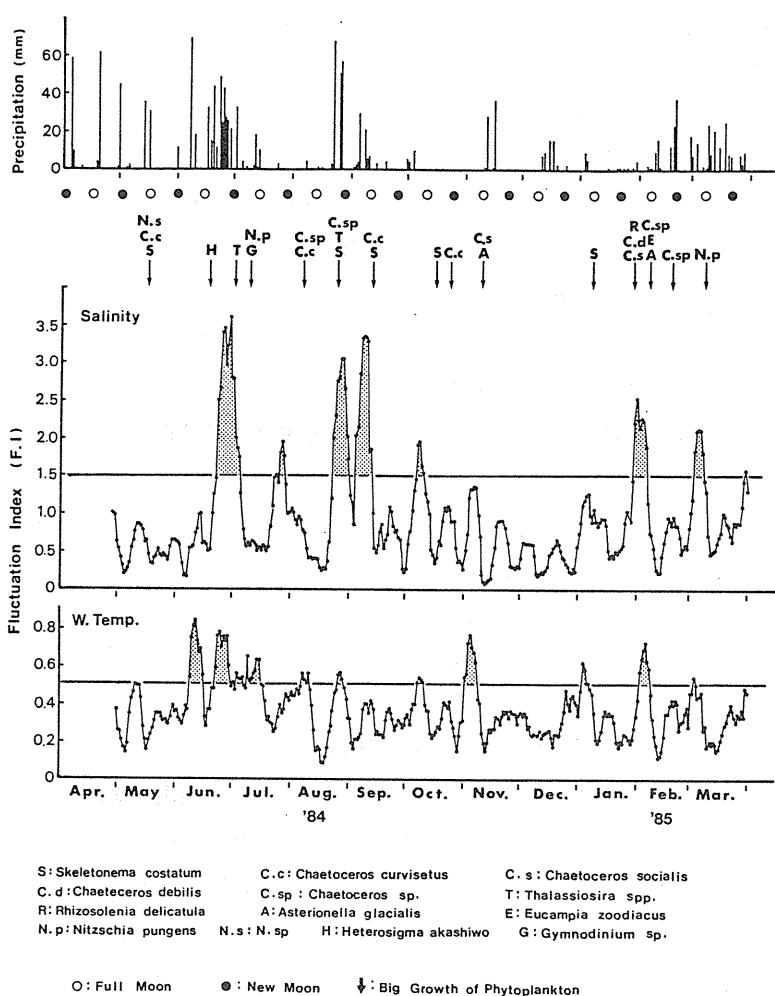 Precipitation (mm)
60
40
20
0
N.s
C.c
S
H
T
N.p
G
C.sp
C.c
C.sp
T
S
C.c
S
S C.c
C.s
A
S
R C.sp
C.d E
C.s A
C.sp
N.p
Salinity
Fluctuation Index (F.I)
3.5
3.0
2.5
2.0
1.5
1.0
0.5
0
W. Temp.
0.8
0.6
0.4
0,2
0
Apr. May Jun. Jul. Aug. Sep. Oct. Nov. Dec. Jan. Feb. Mar.
'84 '85
S: Skeletonema costatum C.c: Chaetoceros curvisetus C. s: Chaetoceros socialis
C. d: Chaeteceros debilis C.sp: Chaetoceros sp. T: Thalassiosira spp.
R: Rhizosolenia delicatula A: Asterionella glacialis E: Eucampia zoodiacus
N. p: Nitzschia pungens N.s: N.sp H: Heterosigma akashiwo G: Gymnodinium sp.
O: Full Moon ●: New Moon ↓: Big Growth of Phytoplankton